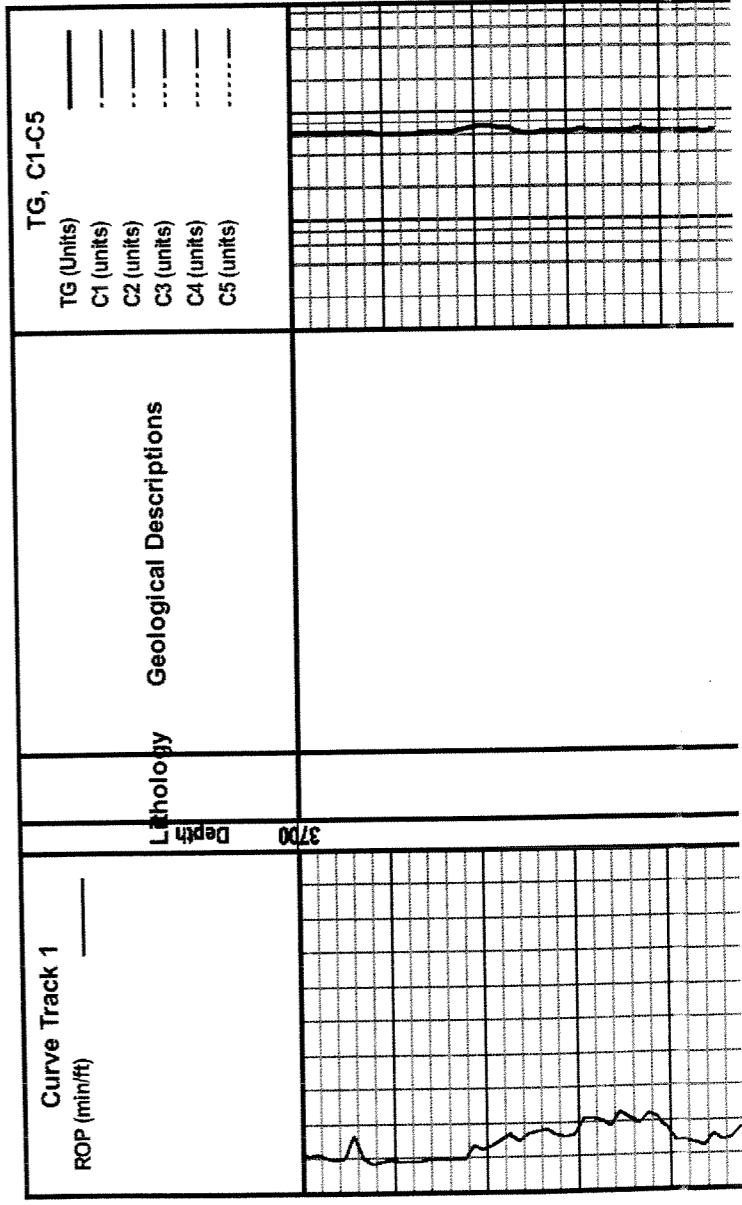 Curve Track 1
ROP (min/ft)
Depth
3700
Lithology
Geological Descriptions
TG, C1-C5
TG (Units)
C1 (units)
C2 (units)
C3 (units)
C4 (units)
C5 (units)